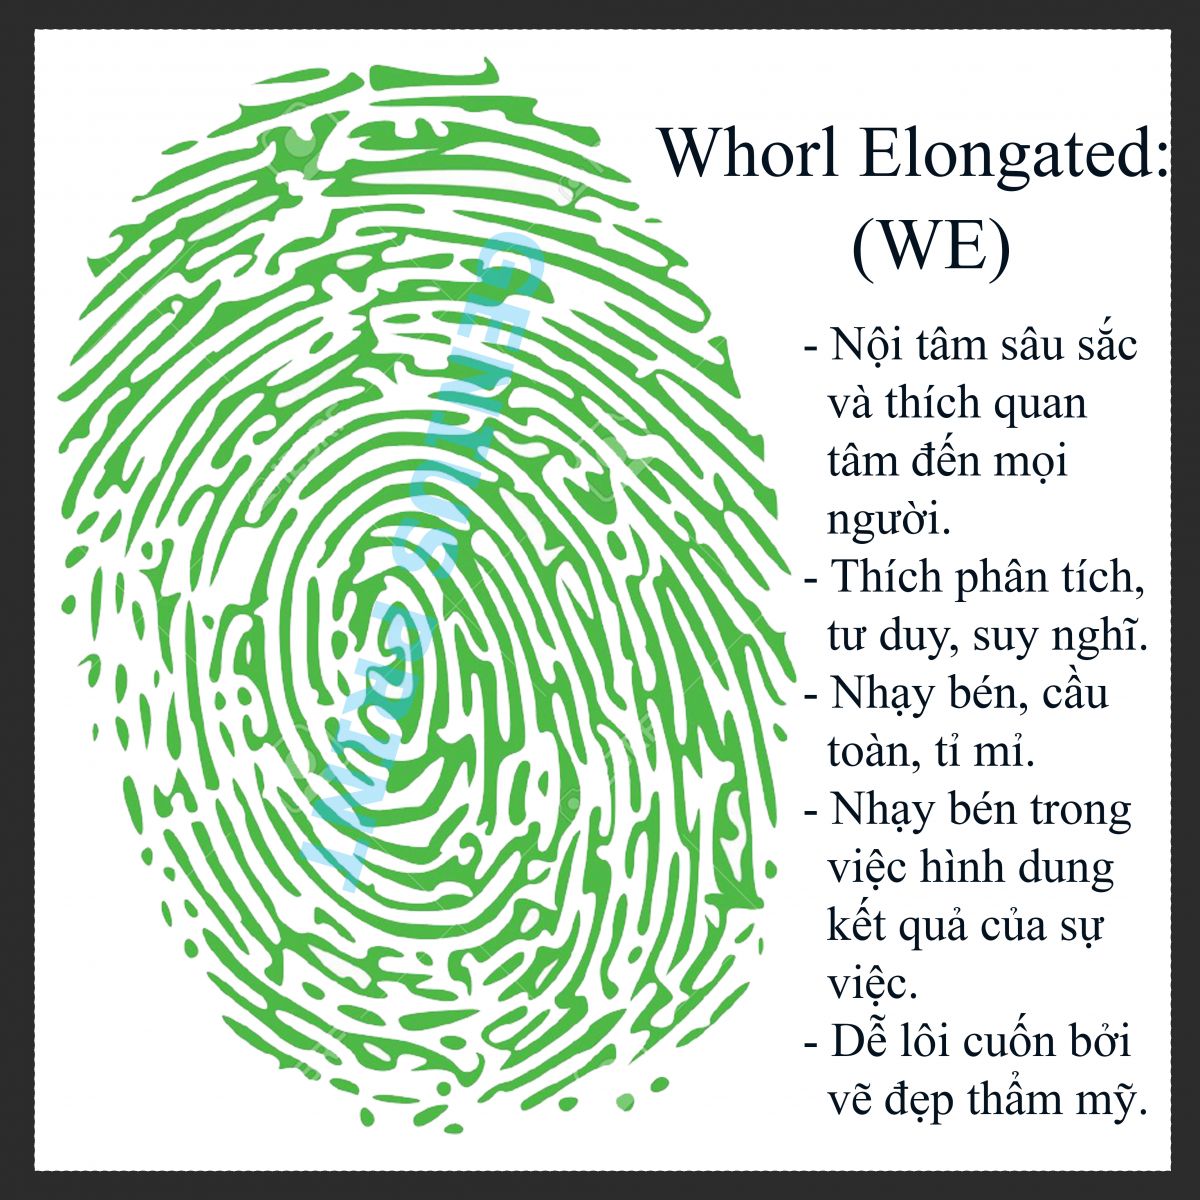 Whorl Elongated:
(WE)
- Nội tâm sâu sắc
và thích quan
tâm đến mọi
người.
- Thích phân tích,
tư duy, suy nghĩ.
- Nhạy bén, cầu
toàn, tỉ mỉ.
- Nhạy bén trong
việc hình dung
kết quả của sự
việc.
- Dễ lôi cuốn bởi
vẽ đẹp thẩm mỹ.
GENTIUS PRINT